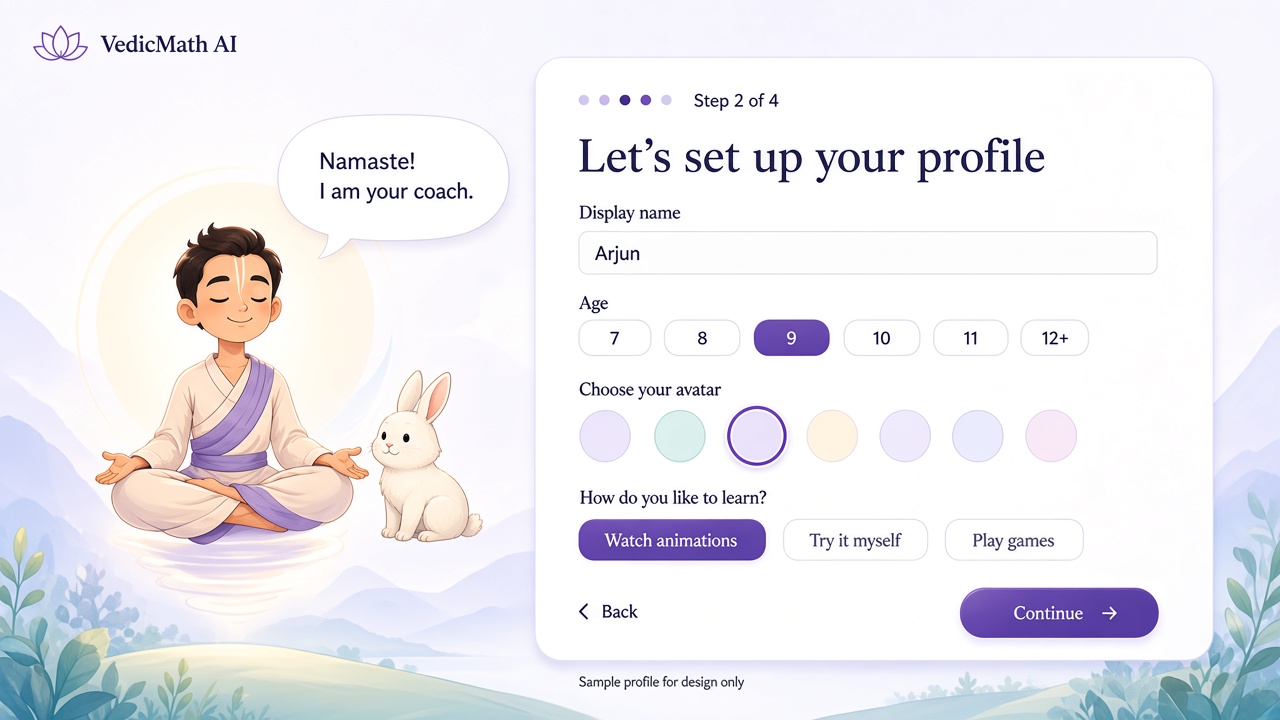 VedicMath AI
Namaste!
I am your coach.
Step 2 of 4
Let’s set up your profile
Display name
Arjun
Age
7 8 9 10 11 12+
Choose your avatar
How do you like to learn?
Watch animations Try it myself Play games
Back
Continue
Sample profile for design only